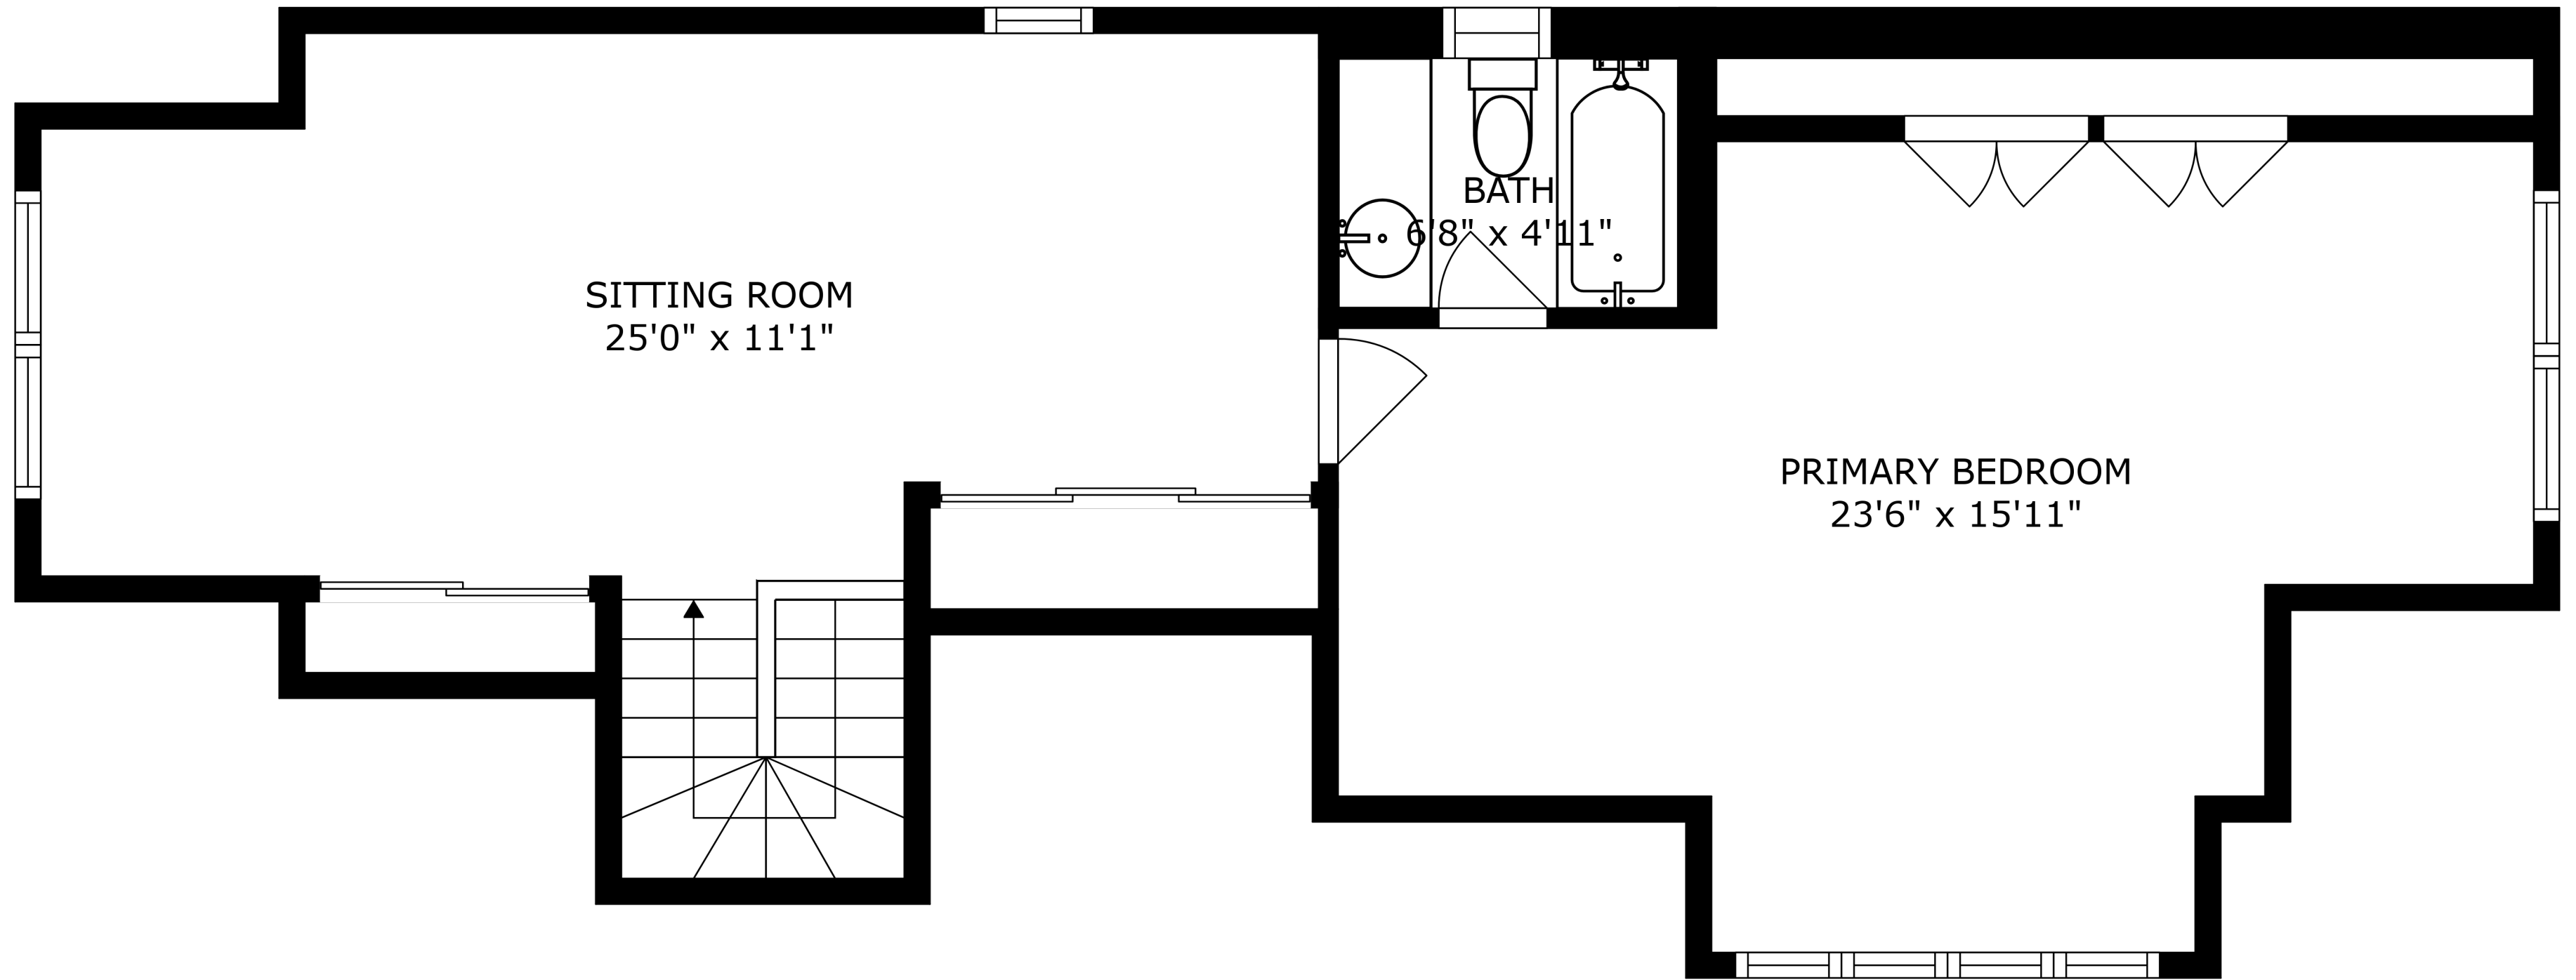 BATH
6'8" x 4'11"
SITTING ROOM
25'0" x 11'1"
PRIMARY BEDROOM
23'6" x 15'11"